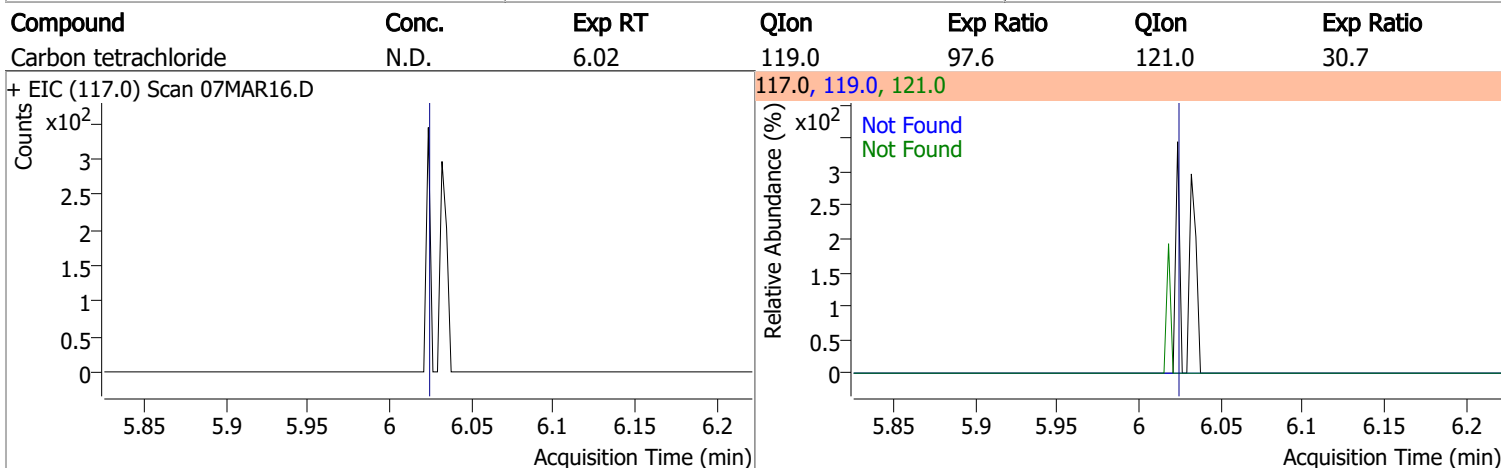 Compound Conc. Exp RT QIon Exp Ratio QIon Exp Ratio
Carbon tetrachloride N.D. 6.02 119.0 97.6 121.0 30.7
+ EIC (117.0) Scan 07MAR16.D
Counts
x10²
3
2.5
2
1.5
1
0.5
0
5.85 5.9 5.95 6 6.05 6.1 6.15 6.2
Acquisition Time (min)
117.0, 119.0, 121.0
Relative Abundance (%)
x10²
Not Found
Not Found
3
2.5
2
1.5
1
0.5
0
5.85 5.9 5.95 6 6.05 6.1 6.15 6.2
Acquisition Time (min)